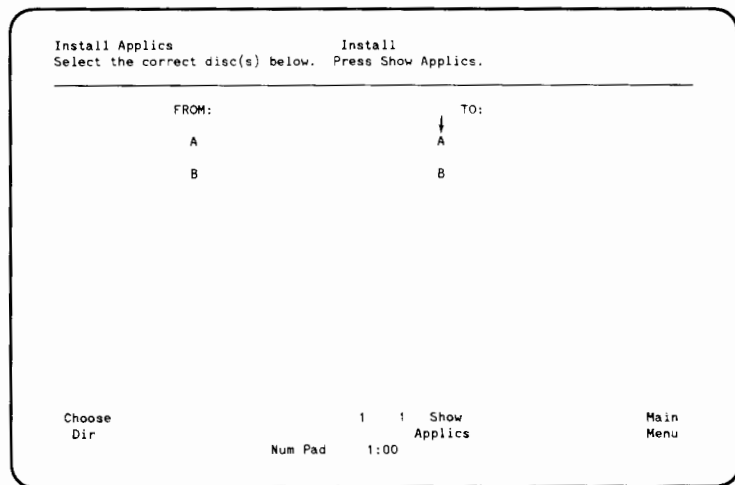 Install Applics Install
Select the correct disc(s) below. Press Show Applics.
FROM: TO:
A A
B B
Choose 1 1 Show Main
Dir Applics Menu
Num Pad 1:00